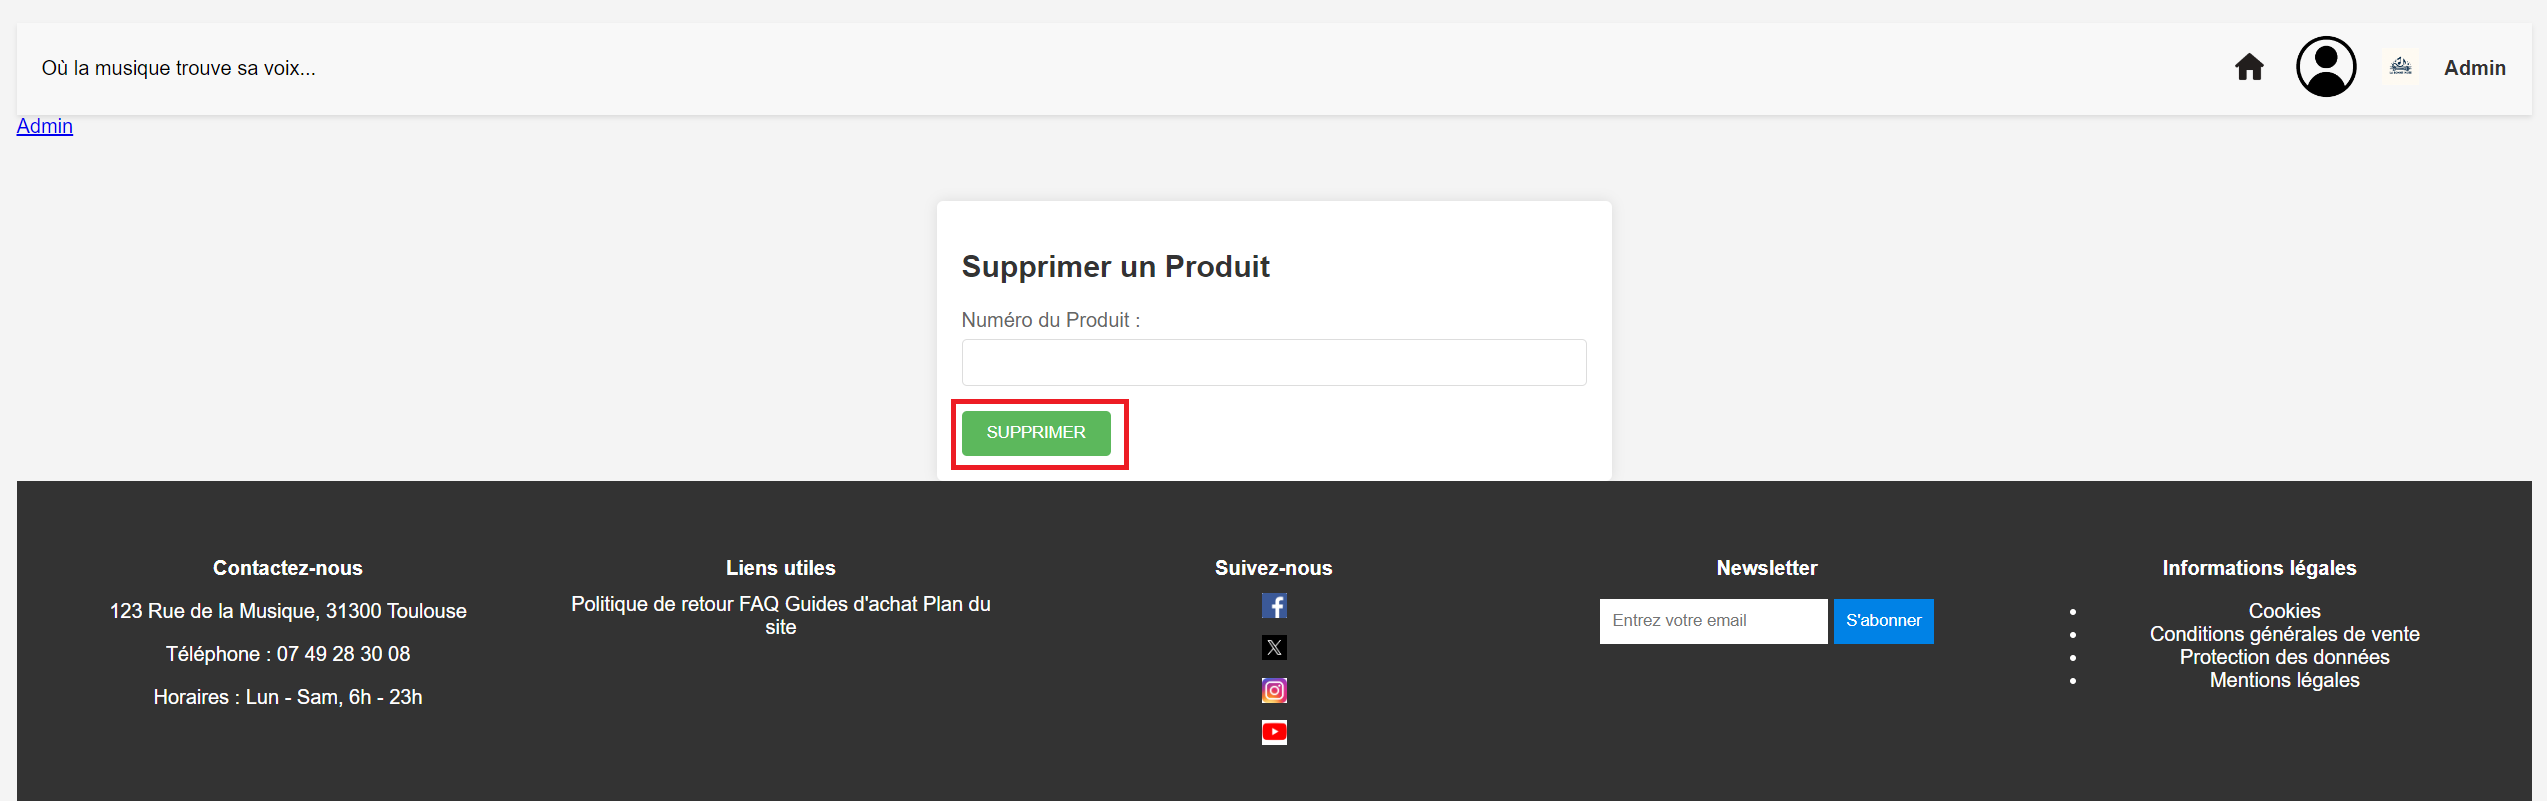 Où la musique trouve sa voix...
Admin
Admin
Supprimer un Produit
Numéro du Produit :
SUPPRIMER
Contactez-nous
123 Rue de la Musique, 31300 Toulouse
Téléphone : 07 49 28 30 08
Horaires : Lun - Sam, 6h - 23h
Liens utiles
Politique de retour FAQ Guides d'achat Plan du
site
Suivez-nous
Newsletter
Entrez votre email
S'abonner
Informations légales
Cookies
Conditions générales de vente
Protection des données
Mentions légales